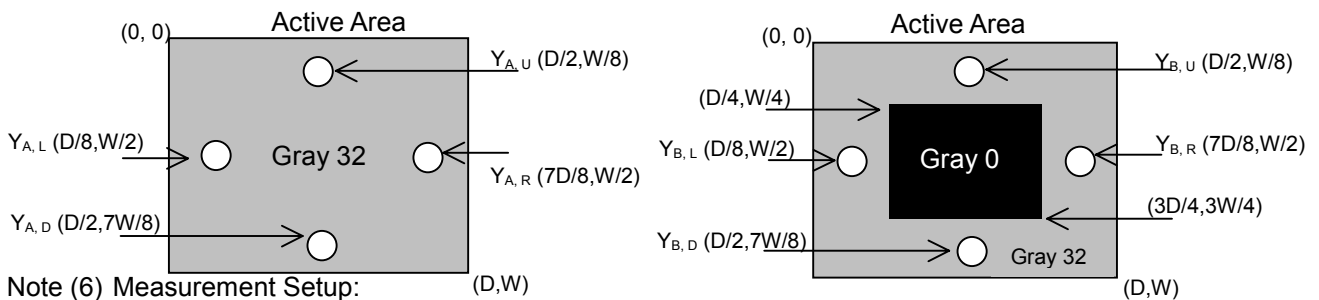 Active Area
(0, 0)
Y_A, U (D/2,W/8)
Y_A, L (D/8,W/2)
Gray 32
Y_A, R (7D/8,W/2)
Y_A, D (D/2,7W/8)
(D,W)
Active Area
(0, 0)
Y_B, U (D/2,W/8)
(D/4,W/4)
Y_B, L (D/8,W/2)
Gray 0
Y_B, R (7D/8,W/2)
(3D/4,3W/4)
Y_B, D (D/2,7W/8)
Gray 32
(D,W)
Note (6) Measurement Setup: